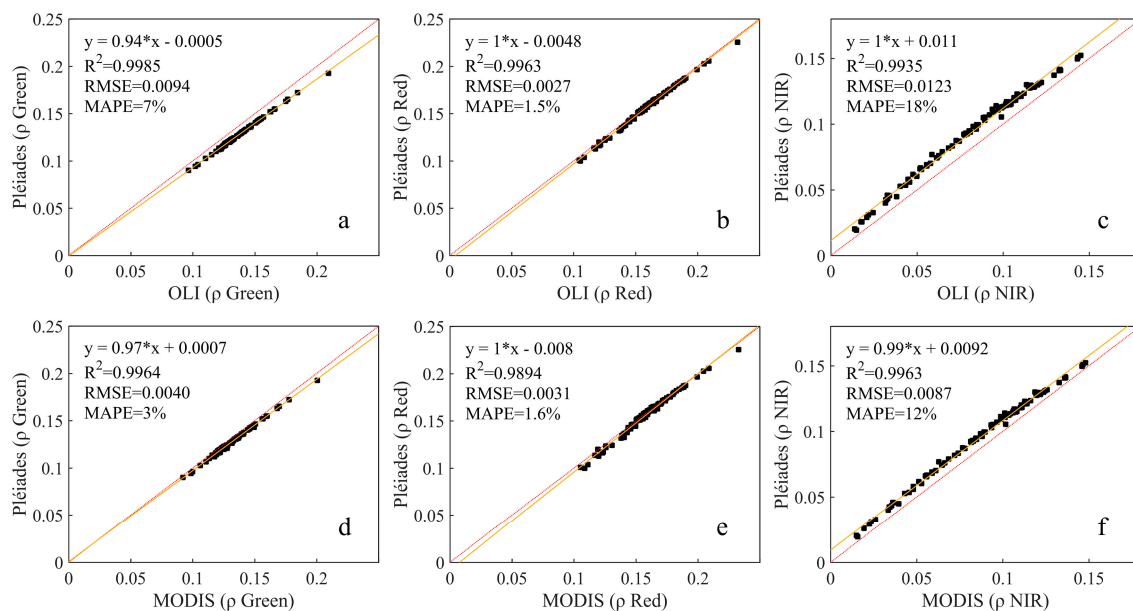 y = 0.94*x - 0.0005
R²=0.9985
RMSE=0.0094
MAPE=7%
a
Pléiades (ρ Green)
0
0.05
0.1
0.15
0.2
0.25
0
0.05
0.1
0.15
0.2
OLI (ρ Green)
y = 1*x - 0.0048
R²=0.9963
RMSE=0.0027
MAPE=1.5%
b
Pléiades (ρ Red)
0
0.05
0.1
0.15
0.2
0.25
0
0.05
0.1
0.15
0.2
OLI (ρ Red)
y = 1*x + 0.011
R²=0.9935
RMSE=0.0123
MAPE=18%
c
Pléiades (ρ NIR)
0
0.05
0.1
0.15
0
0.05
0.1
0.15
OLI (ρ NIR)
y = 0.97*x + 0.0007
R²=0.9964
RMSE=0.0040
MAPE=3%
d
Pléiades (ρ Green)
0
0.05
0.1
0.15
0.2
0.25
0
0.05
0.1
0.15
0.2
MODIS (ρ Green)
y = 1*x - 0.008
R²=0.9894
RMSE=0.0031
MAPE=1.6%
e
Pléiades (ρ Red)
0
0.05
0.1
0.15
0.2
0.25
0
0.05
0.1
0.15
0.2
MODIS (ρ Red)
y = 0.99*x + 0.0092
R²=0.9963
RMSE=0.0087
MAPE=12%
f
Pléiades (ρ NIR)
0
0.05
0.1
0.15
0
0.05
0.1
0.15
MODIS (ρ NIR)